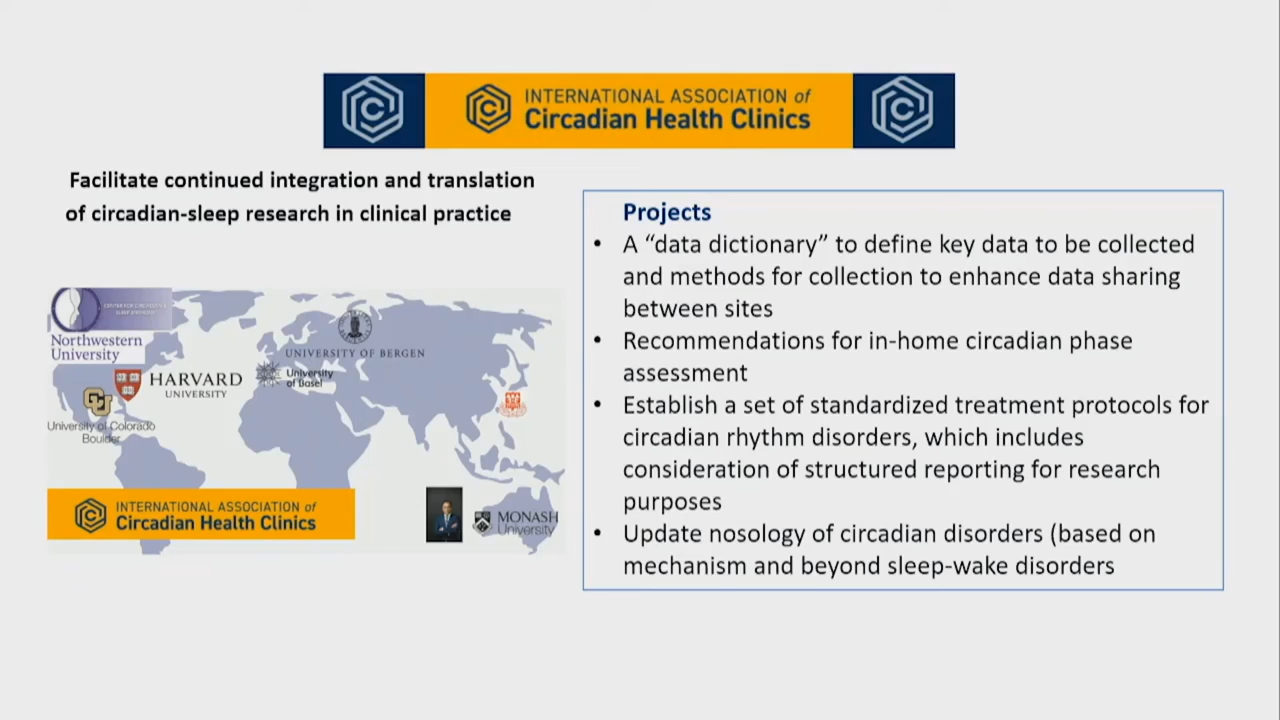 INTERNATIONAL ASSOCIATION of
Circadian Health Clinics
Facilitate continued integration and translation
of circadian-sleep research in clinical practice
Projects
• A “data dictionary” to define key data to be collected
and methods for collection to enhance data sharing
between sites
• Recommendations for in-home circadian phase
assessment
• Establish a set of standardized treatment protocols for
circadian rhythm disorders, which includes
consideration of structured reporting for research
purposes
• Update nosology of circadian disorders (based on
mechanism and beyond sleep-wake disorders
Northwestern
University
UNIVERSITY OF BERGEN
HARVARD
UNIVERSITY
University
of Basel
CU
University of Colorado
Boulder
INTERNATIONAL ASSOCIATION of
Circadian Health Clinics
MONASH
University